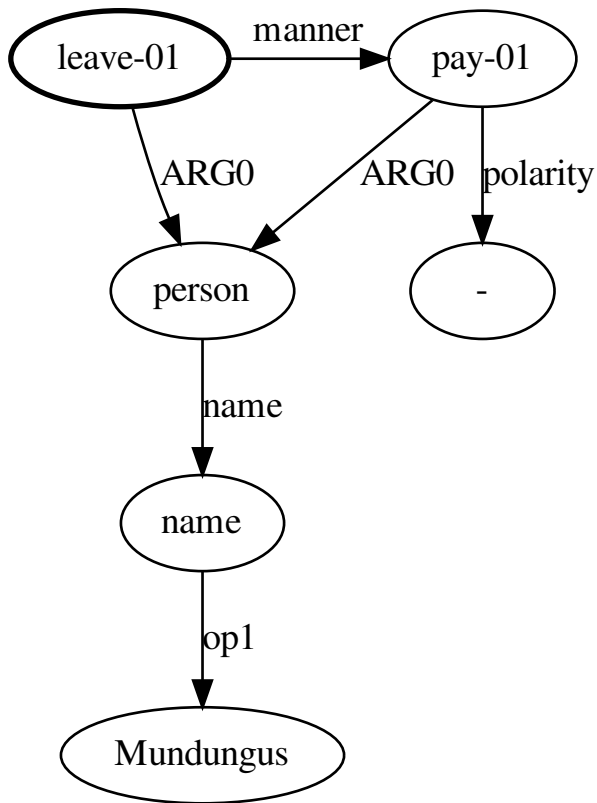 leave-01 manner pay-01
ARG0 ARG0 polarity
person -
name
name
op1
Mundungus